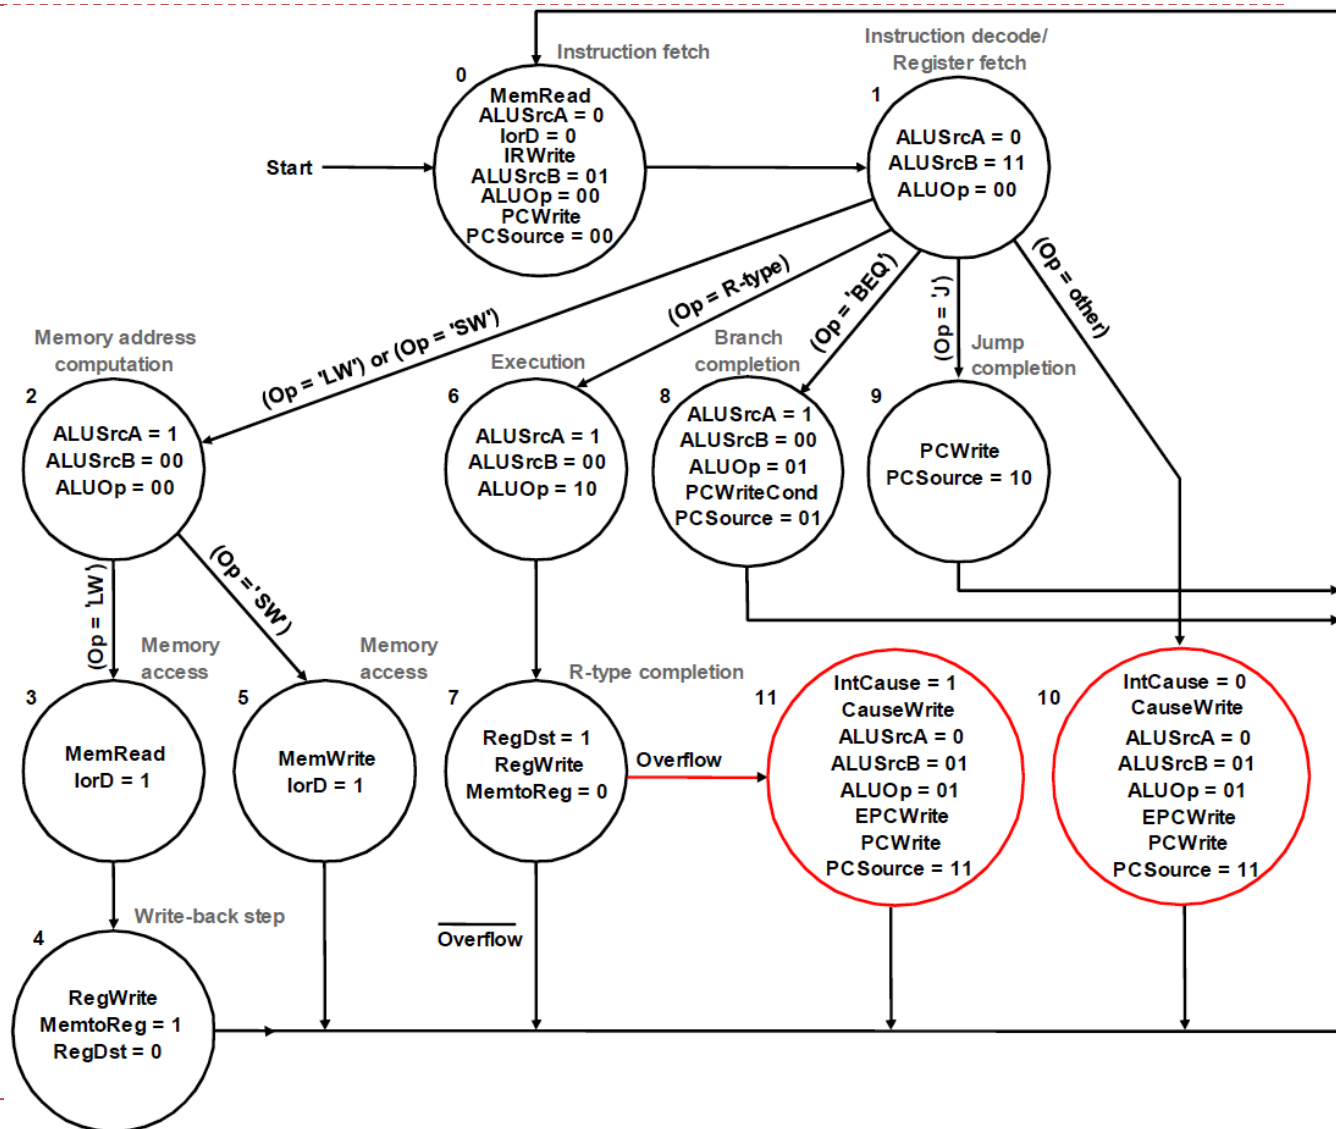 Instruction fetch
0
MemRead
ALUSrcA = 0
IorD = 0
IRWrite
ALUSrcB = 01
ALUOp = 00
PCWrite
PCSource = 00
Start
Instruction decode/
Register fetch
1
ALUSrcA = 0
ALUSrcB = 11
ALUOp = 00
(Op = 'LW') or (Op = 'SW')
(Op = R-type)
(Op = 'BEQ')
(Op = 'J')
(Op = other)
Memory address
computation
2
ALUSrcA = 1
ALUSrcB = 00
ALUOp = 00
Execution
6
ALUSrcA = 1
ALUSrcB = 00
ALUOp = 10
Branch
completion
8
ALUSrcA = 1
ALUSrcB = 00
ALUOp = 01
PCWriteCond
PCSource = 01
Jump
completion
9
PCWrite
PCSource = 10
(Op = 'LW')
(Op ='SW')
Memory
access
3
MemRead
IorD = 1
Memory
access
5
MemWrite
IorD = 1
R-type completion
7
RegDst = 1
RegWrite
MemtoReg = 0
Overflow
11
IntCause = 1
CauseWrite
ALUSrcA = 0
ALUSrcB = 01
ALUOp = 01
EPCWrite
PCWrite
PCSource = 11
10
IntCause = 0
CauseWrite
ALUSrcA = 0
ALUSrcB = 01
ALUOp = 01
EPCWrite
PCWrite
PCSource = 11
Write-back step
4
RegWrite
MemtoReg = 1
RegDst = 0
Overflow